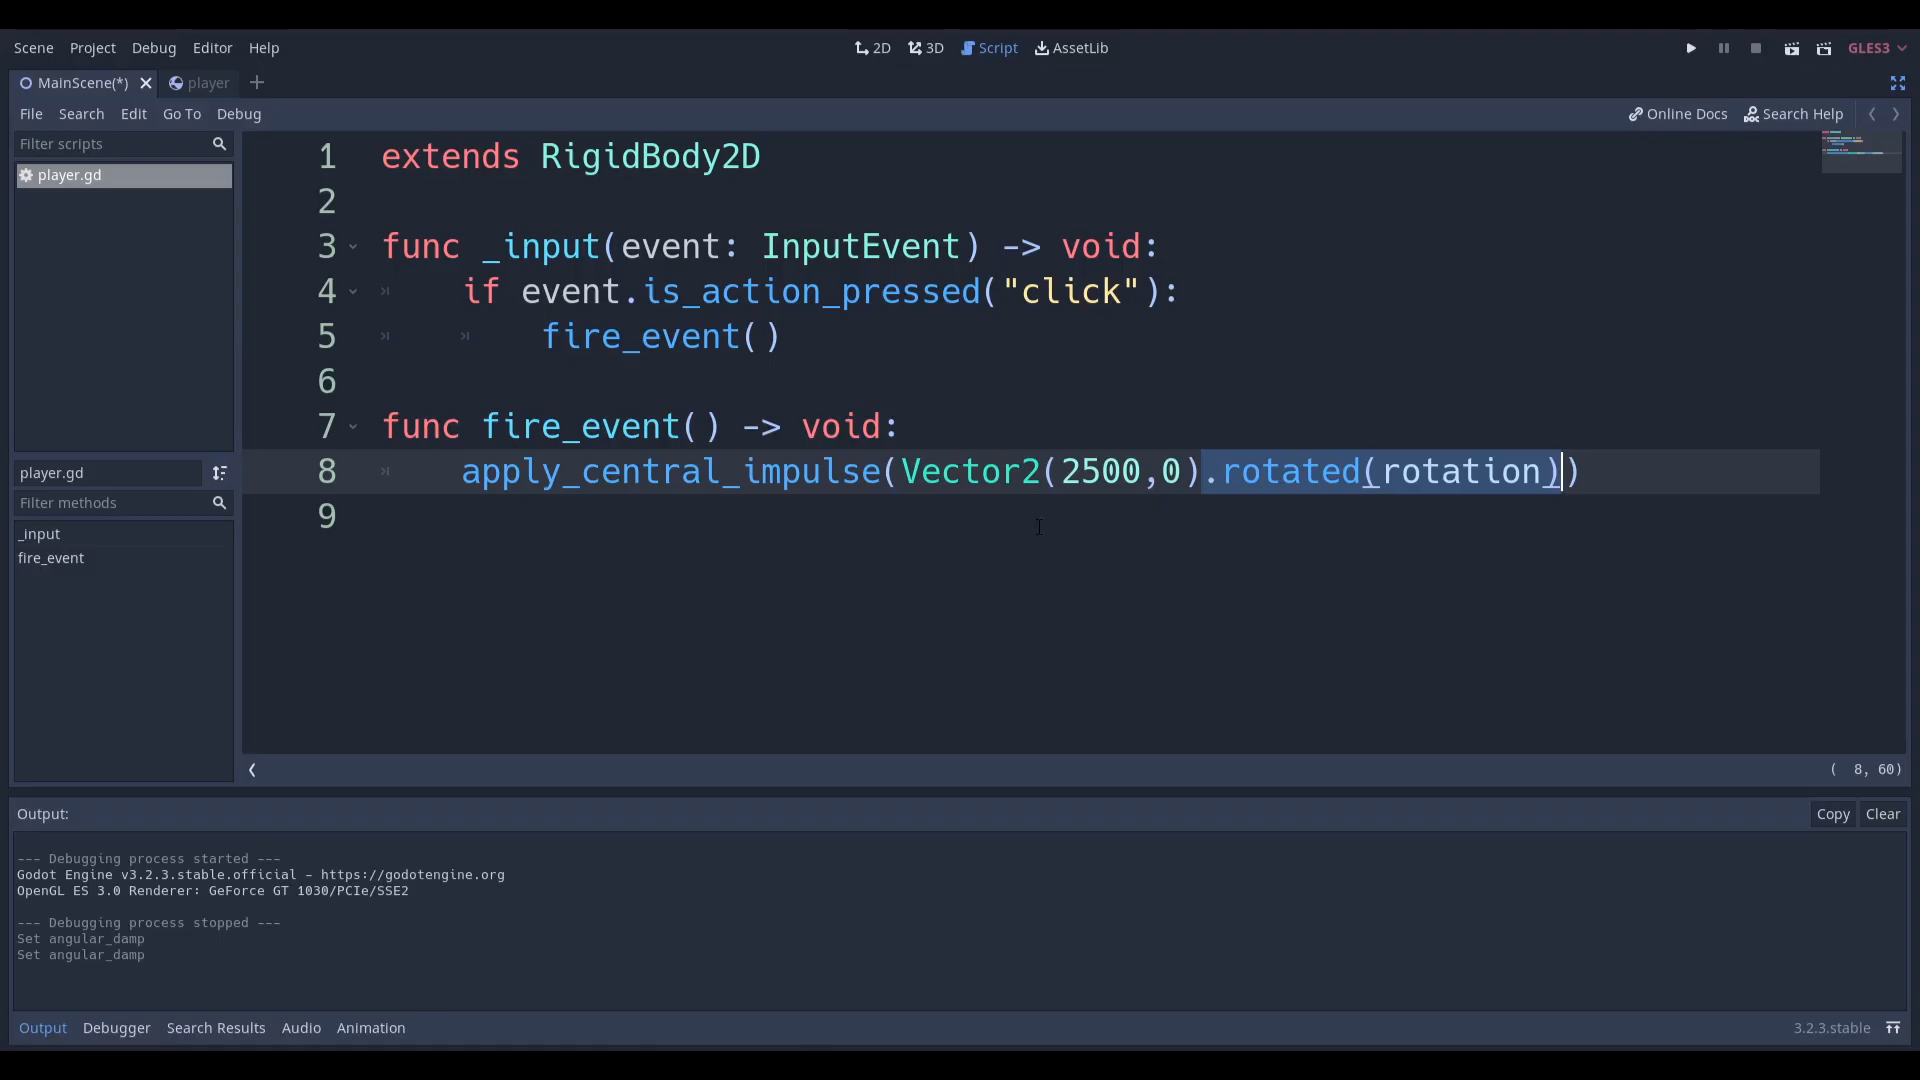 Scene Project Debug Editor Help 2D 3D Script AssetLib GLES3
MainScene(*) player
File Search Edit Go To Debug Online Docs Search Help
Filter scripts
player.gd
player.gd
Filter methods
_input
fire_event
1 extends RigidBody2D
2
3 func _input(event: InputEvent) -> void:
4 if event.is_action_pressed("click"):
5 fire_event()
6
7 func fire_event() -> void:
8 apply_central_impulse(Vector2(2500,0).rotated(rotation))
9
( 8, 60)
Output: Copy Clear
--- Debugging process started ---
Godot Engine v3.2.3.stable.official - https://godotengine.org
OpenGL ES 3.0 Renderer: GeForce GT 1030/PCIe/SSE2
--- Debugging process stopped ---
Set angular_damp
Set angular_damp
Output Debugger Search Results Audio Animation 3.2.3.stable